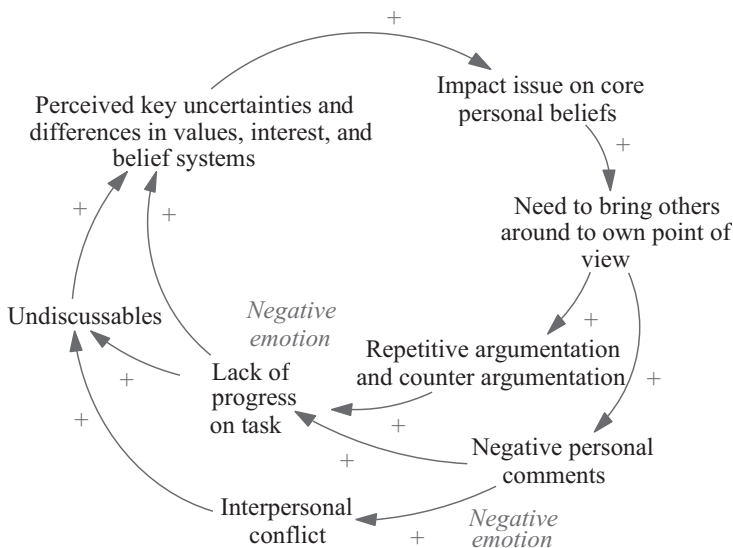 +
Impact issue on core
personal beliefs
Perceived key uncertainties and
differences in values, interest, and
belief systems
+
Need to bring others
around to own point of
view
+
+
Undiscussables
Negative
emotion
+
Repetitive argumentation
and counter argumentation
Lack of
progress
on task
+
+
+
+
+
Negative personal
comments
Interpersonal
conflict
+
Negative
emotion